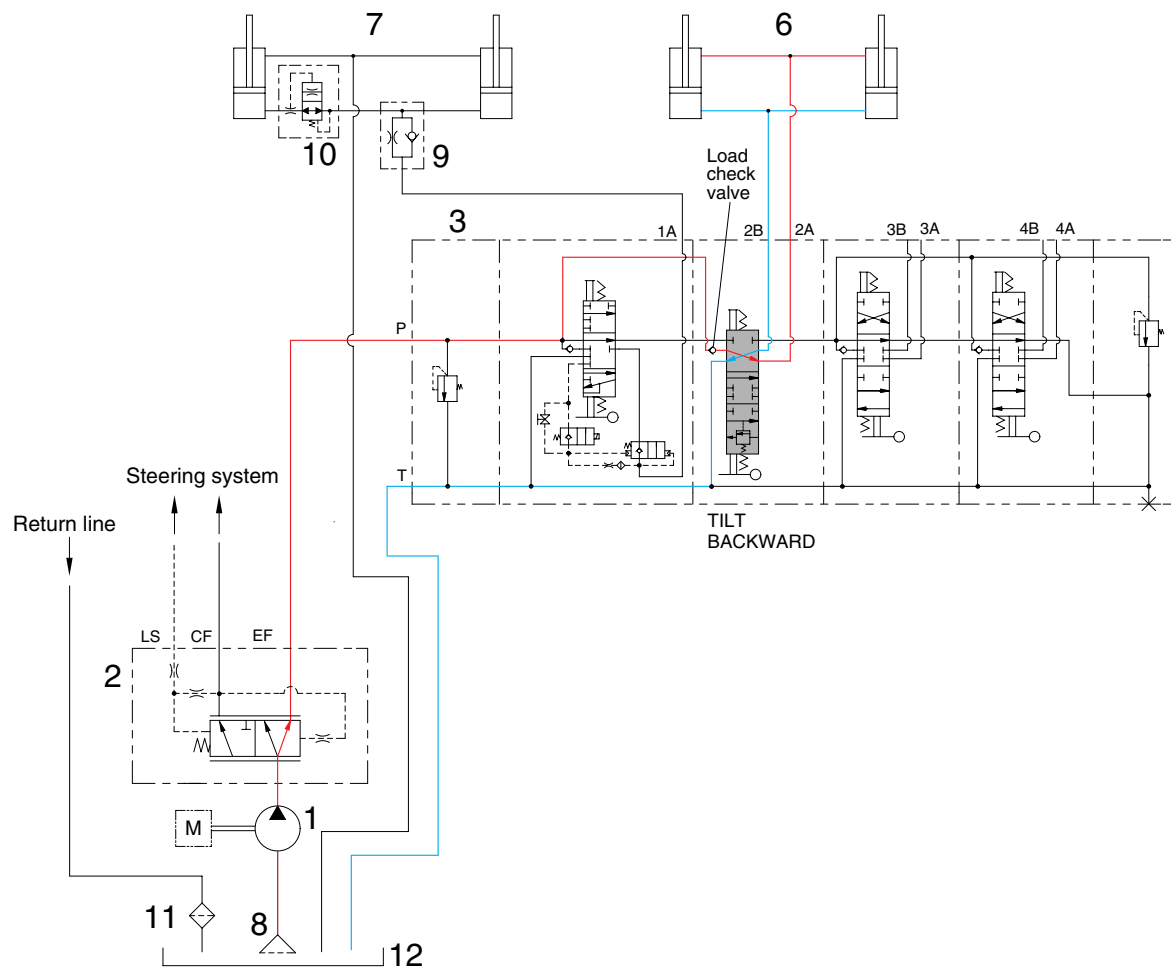 7
6
10
9
Load
check
valve
3
1A
2B
2A
3B
3A
4B
4A
P
T
TILT
BACKWARD
Steering system
Return line
LS
CF
EF
2
1
M
11
8
12